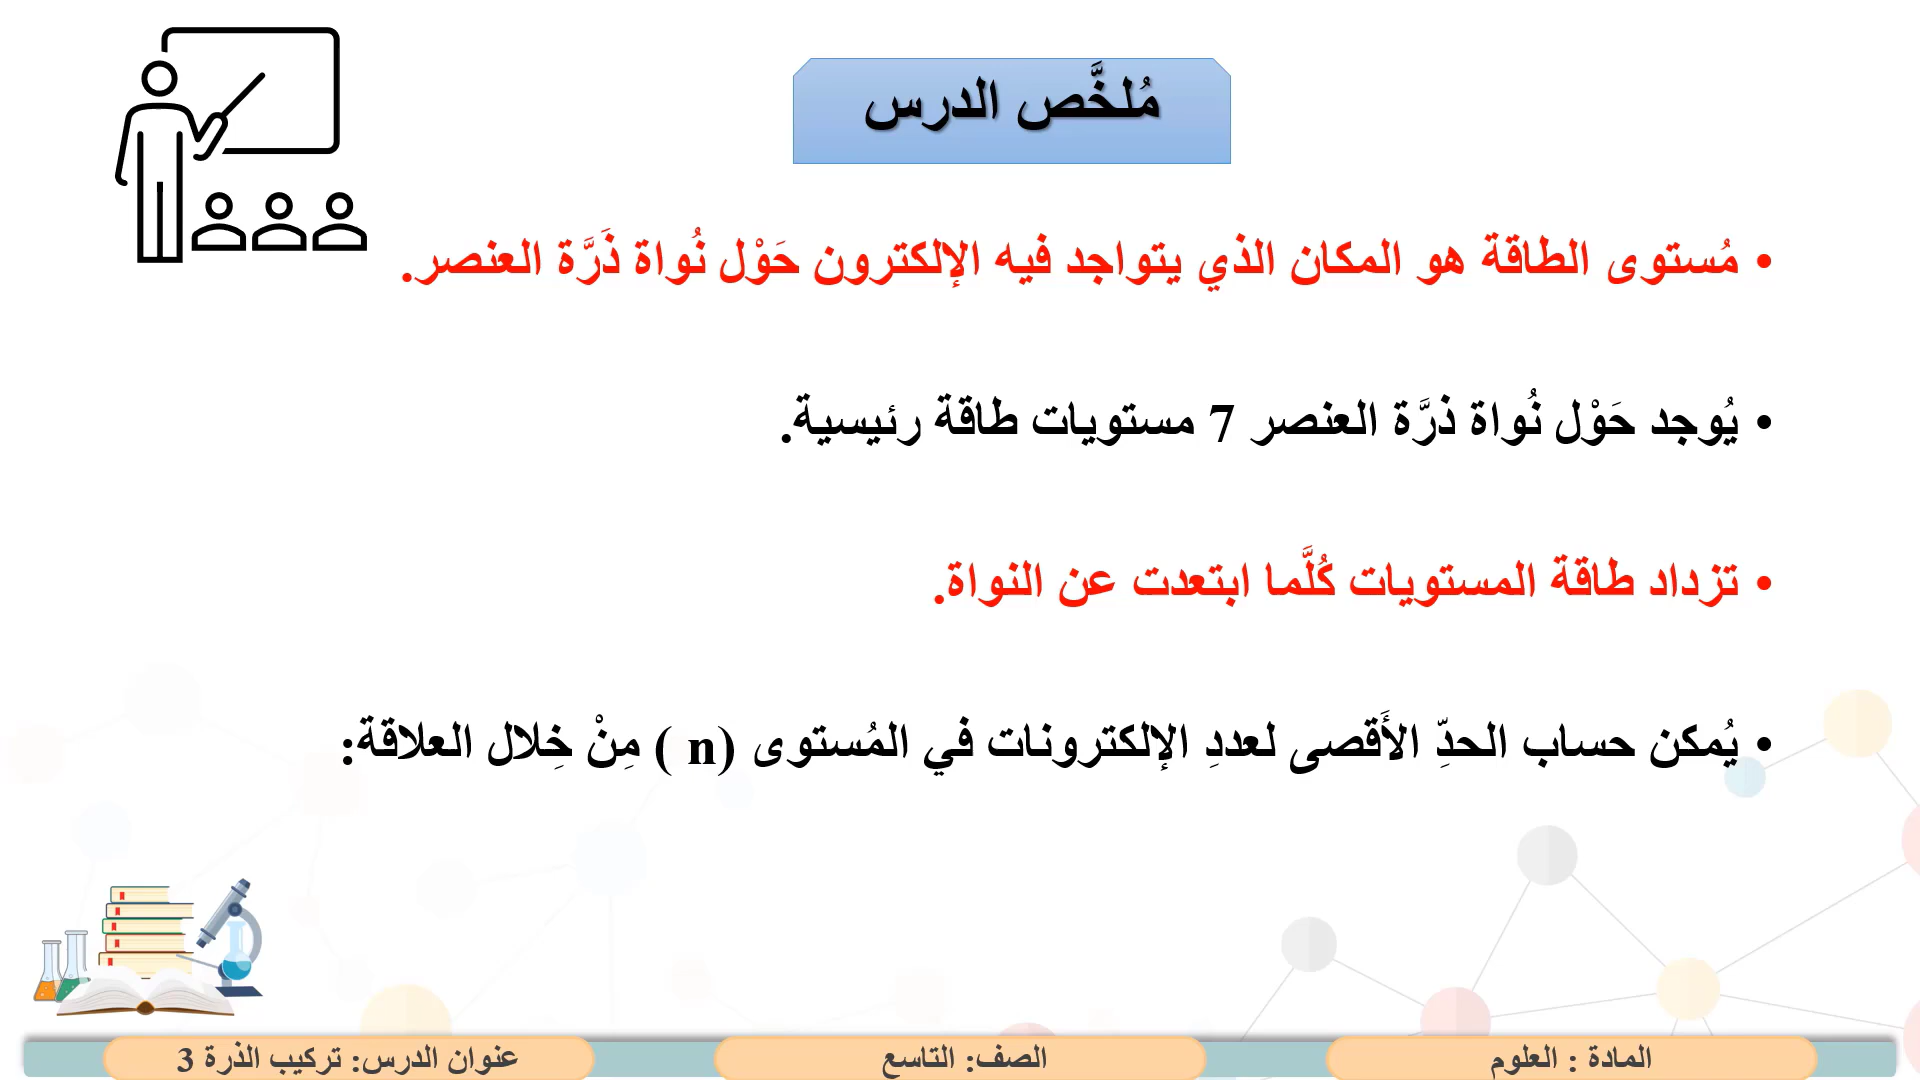 مُلخَّص الدرس
• مُستوى الطاقة هو المكان الذي يتواجد فيه الإلكترون حَوْل نُواة ذَرَّة العنصر.
• يُوجد حَوْل نُواة ذرَّة العنصر 7 مستويات طاقة رئيسية.
• تزداد طاقة المستويات كُلَّما ابتعدت عن النواة.
• يُمكن حساب الحدِّ الأَقصى لعددِ الإلكترونات في المُستوى (n ) مِنْ خِلال العلاقة:
المادة : العلوم
الصف: التاسع
عنوان الدرس: تركيب الذرة 3